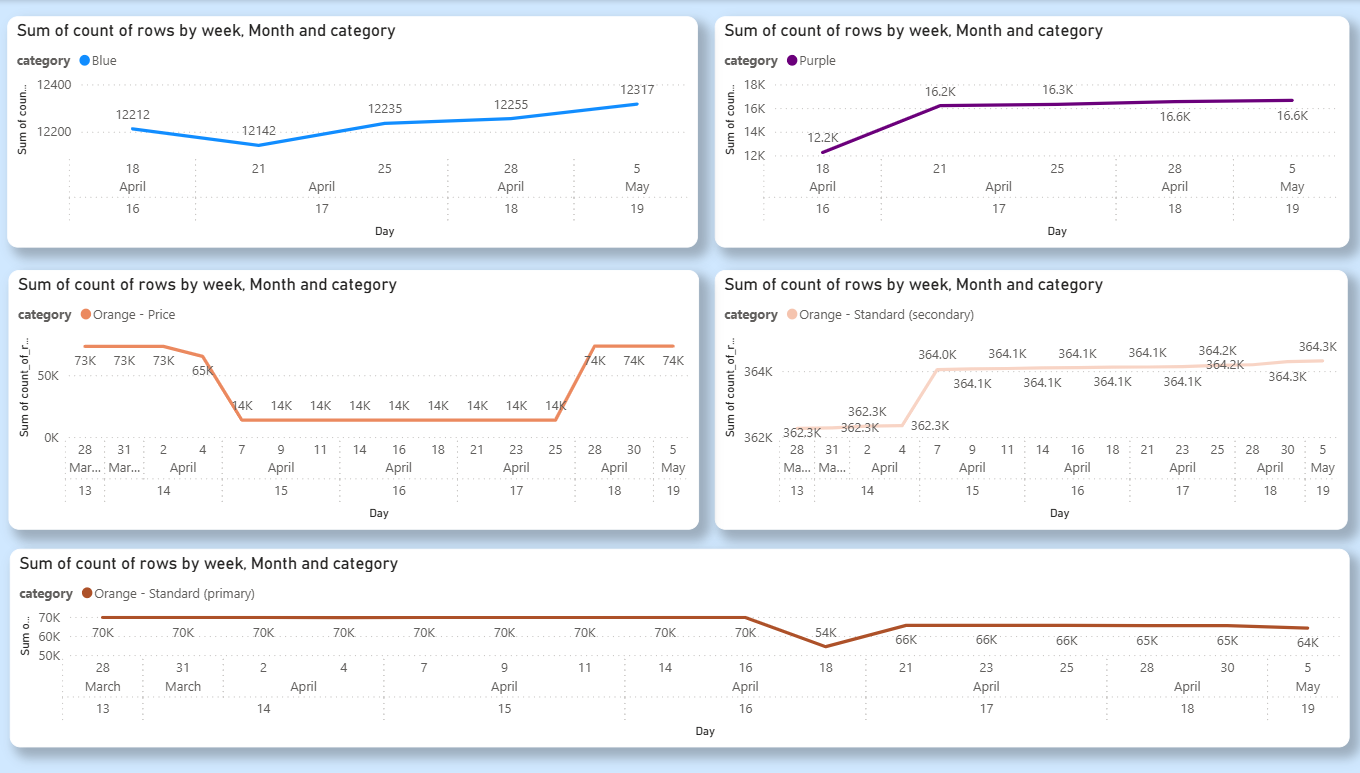 Sum of count of rows by week, Month and category
category Blue
Sum of coun...
12400
12200
12212 12142 12235 12255 12317
18 21 25 28 5
April April April May
16 17 18 19
Day
Sum of count of rows by week, Month and category
category Purple
Sum of coun...
18K
16K
14K
12K
12.2K 16.2K 16.3K 16.6K 16.6K
18 21 25 28 5
April April April May
16 17 18 19
Day
Sum of count of rows by week, Month and category
category Orange - Price
Sum of count_of_r...
50K
0K
73K 73K 73K 65K 14K 14K 14K 14K 14K 14K 14K 14K 14K 74K 74K 74K
28 31 2 4 7 9 11 14 16 18 21 23 25 28 30 5
Mar... Mar... April April April April April May
13 14 15 16 17 18 19
Day
Sum of count of rows by week, Month and category
category Orange - Standard (secondary)
Sum of count_of_r...
364K
362K
362.3K 362.3K 362.3K 362.3K 364.0K 364.1K 364.1K 364.1K 364.1K 364.1K 364.1K 364.1K 364.2K 364.2K 364.3K 364.3K
28 31 2 4 7 9 11 14 16 18 21 23 25 28 30 5
Ma... Ma... April April April April April May
13 14 15 16 17 18 19
Day
Sum of count of rows by week, Month and category
category Orange - Standard (primary)
Sum o...
70K
60K
50K
70K 70K 70K 70K 70K 70K 70K 70K 70K 54K 66K 66K 66K 65K 65K 64K
28 31 2 4 7 9 11 14 16 18 21 23 25 28 30 5
March March April April April April April May
13 14 15 16 17 18 19
Day